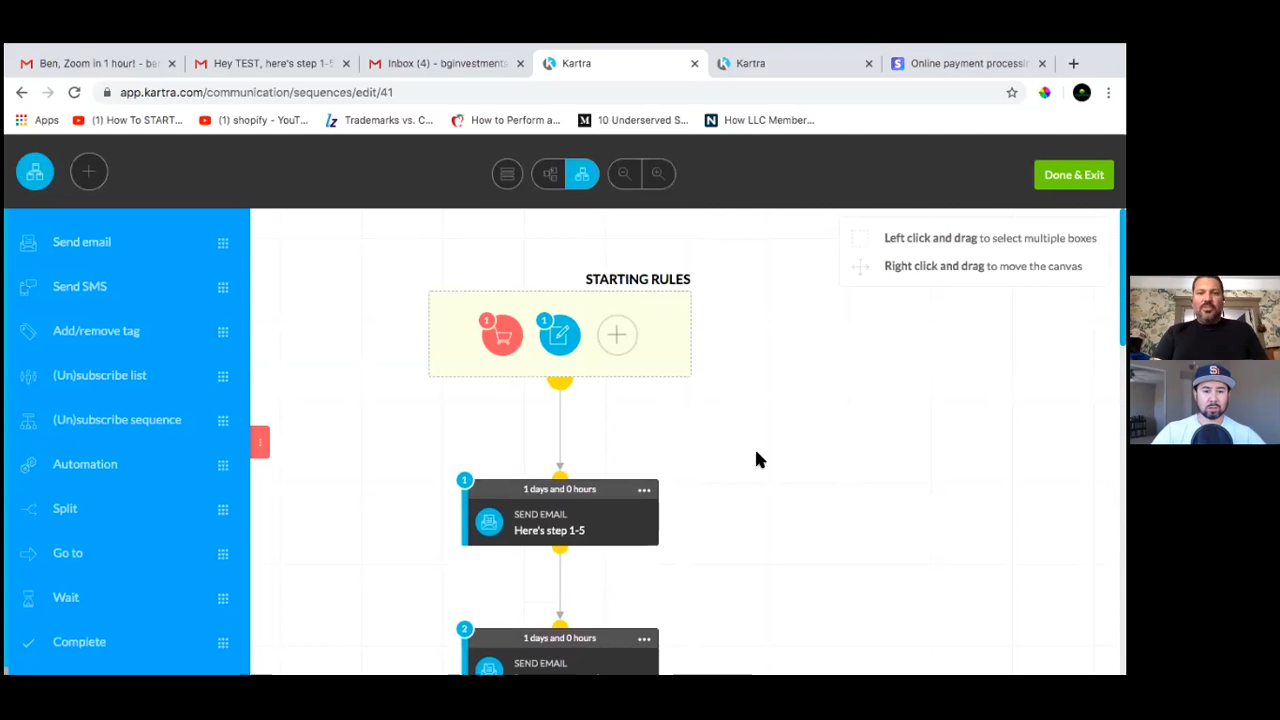 Ben, Zoom in 1 hour! - be
Hey TEST, here's step 1-5
Inbox (4) - bginvestments
Kartra
Kartra
Online payment processi
app.kartra.com/communication/sequences/edit/41
Apps
(1) How To START...
(1) shopify - YouT...
Trademarks vs. C...
How to Perform a...
10 Underserved S...
How LLC Member...
Done & Exit
Send email
Send SMS
Add/remove tag
(Un)subscribe list
(Un)subscribe sequence
Automation
Split
Go to
Wait
Complete
Left click and drag to select multiple boxes
Right click and drag to move the canvas
STARTING RULES
1
1
1
1 days and 0 hours
SEND EMAIL
Here's step 1-5
2
1 days and 0 hours
SEND EMAIL